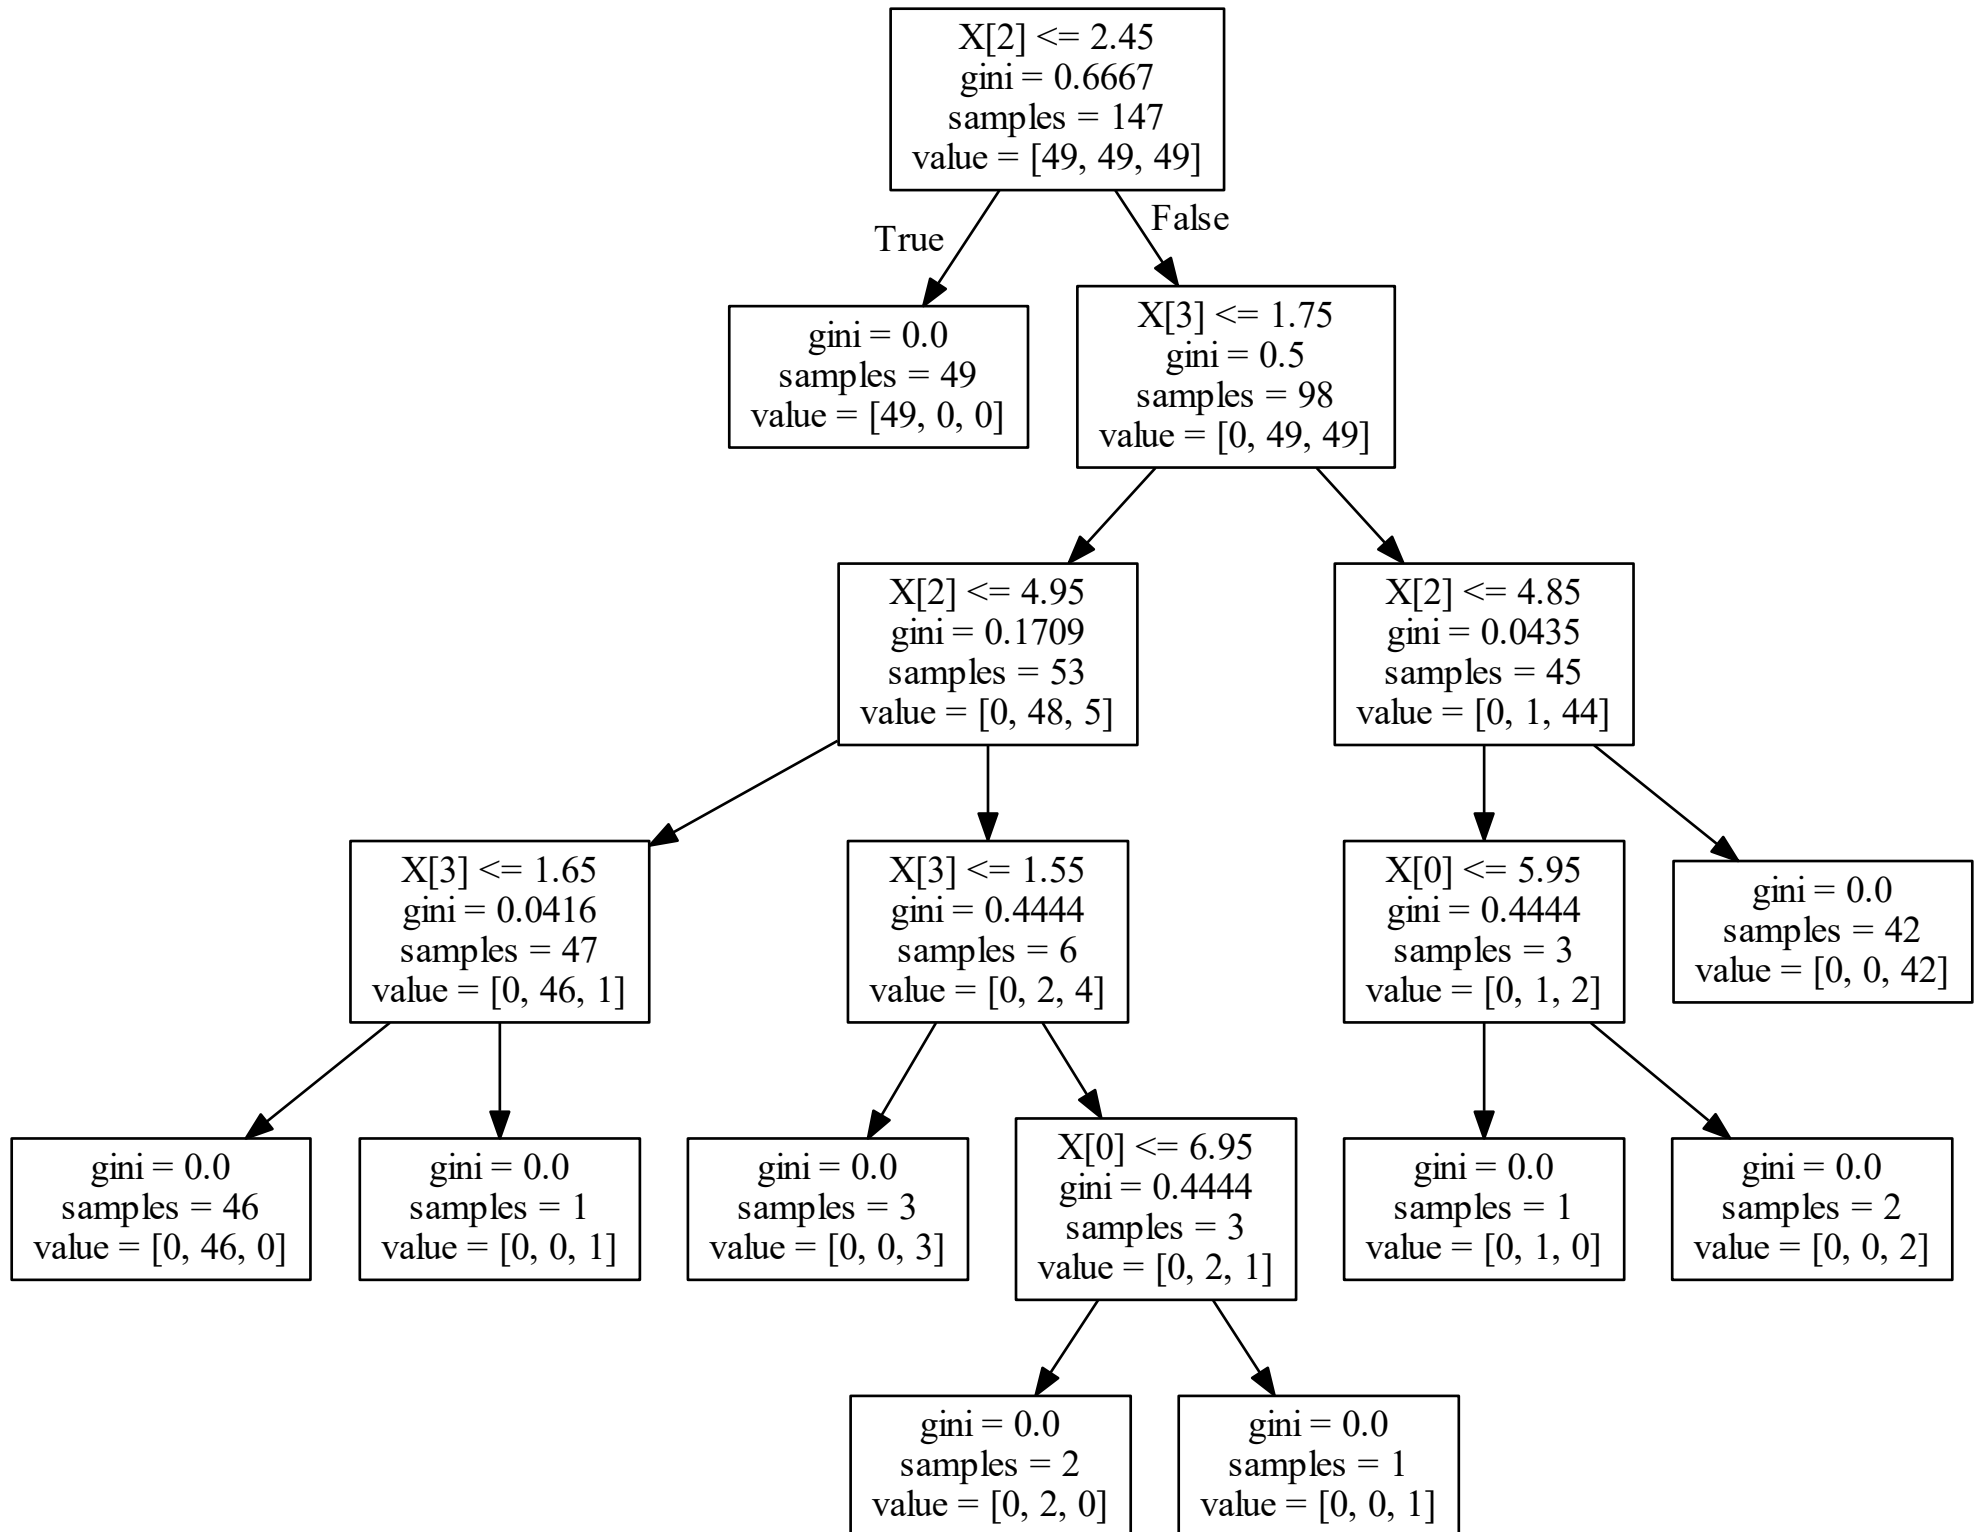 X[2] <= 2.45
gini = 0.6667
samples = 147
value = [49, 49, 49]
True
False
gini = 0.0
samples = 49
value = [49, 0, 0]
X[3] <= 1.75
gini = 0.5
samples = 98
value = [0, 49, 49]
X[2] <= 4.95
gini = 0.1709
samples = 53
value = [0, 48, 5]
X[2] <= 4.85
gini = 0.0435
samples = 45
value = [0, 1, 44]
X[3] <= 1.65
gini = 0.0416
samples = 47
value = [0, 46, 1]
X[3] <= 1.55
gini = 0.4444
samples = 6
value = [0, 2, 4]
X[0] <= 5.95
gini = 0.4444
samples = 3
value = [0, 1, 2]
gini = 0.0
samples = 42
value = [0, 0, 42]
gini = 0.0
samples = 46
value = [0, 46, 0]
gini = 0.0
samples = 1
value = [0, 0, 1]
gini = 0.0
samples = 3
value = [0, 0, 3]
X[0] <= 6.95
gini = 0.4444
samples = 3
value = [0, 2, 1]
gini = 0.0
samples = 1
value = [0, 1, 0]
gini = 0.0
samples = 2
value = [0, 0, 2]
gini = 0.0
samples = 2
value = [0, 2, 0]
gini = 0.0
samples = 1
value = [0, 0, 1]